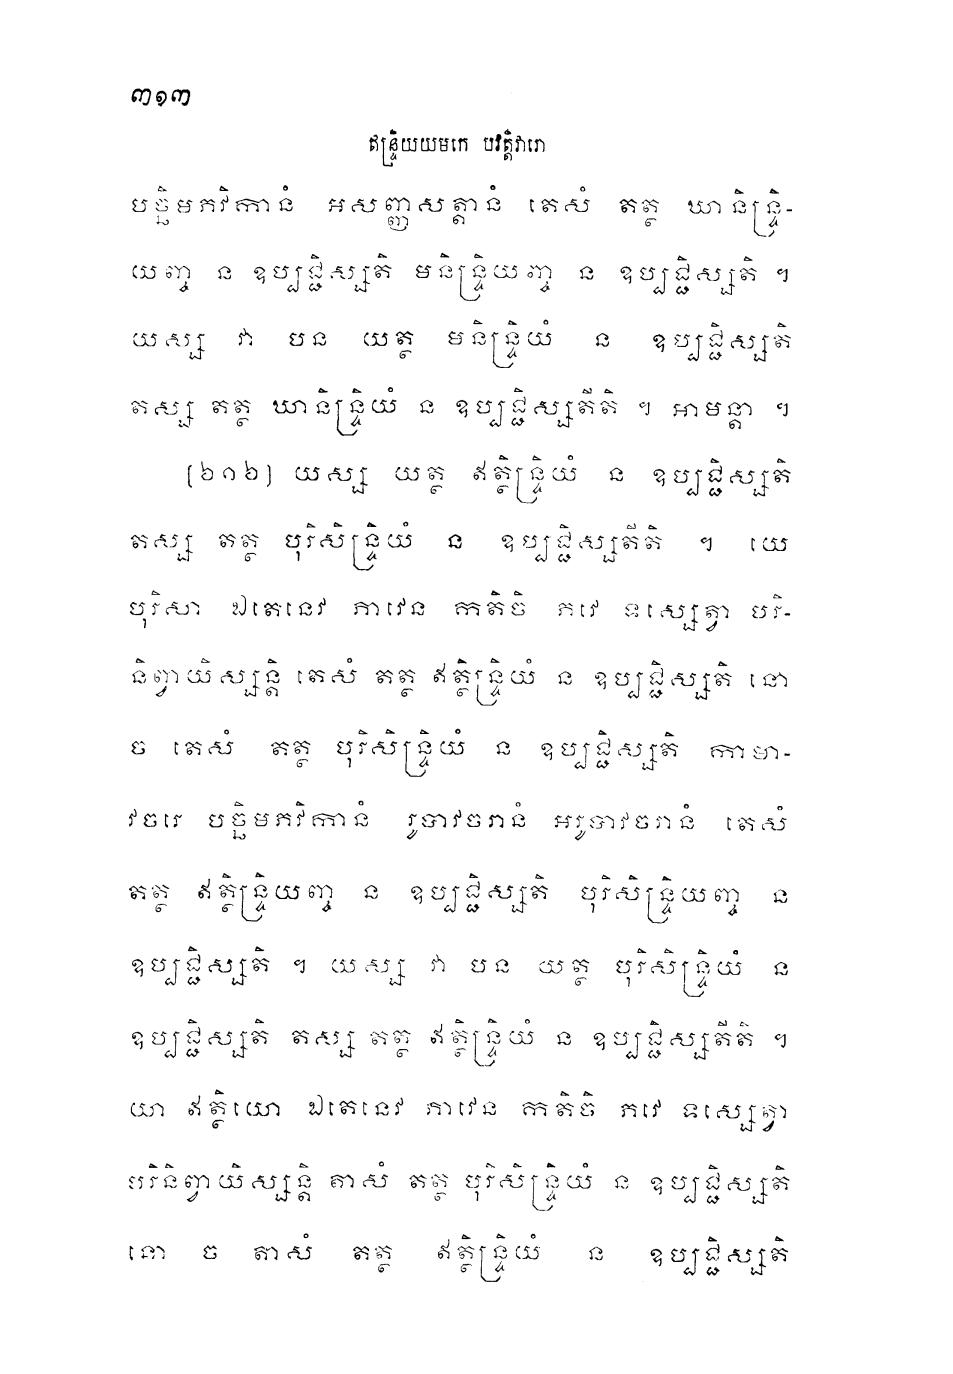 ៣១៣
ឥន្ទ្រិយយមកេ បវត្តិវារោ
បច្ឆិមភវិកានំ អសញ្ញសត្តានំ តេសំ តត្ថ ឃានិន្ទ្រិ-
យញ្ច ន ឧប្បជ្ជិស្សតិ មនិន្ទ្រិយញ្ច ន ឧប្បជ្ជិស្សតិ ។
យស្ស វា បន យត្ថ មនិន្ទ្រិយំ ន ឧប្បជ្ជិស្សតិ
តស្ស តត្ថ ឃានិន្ទ្រិយំ ន ឧប្បជ្ជិស្សតីតិ ។ អាមន្តា ។
[៦១៦] យស្ស យត្ថ ឥត្ថិន្ទ្រិយំ ន ឧប្បជ្ជិស្សតិ
តស្ស តត្ថ បុរិសិន្ទ្រិយំ ន ឧប្បជ្ជិស្សតីតិ ។ យេ
បុរិសា ឯតេនេវ ភាវេន កតិចិ ភវេ ទស្សេត្វា បរិ-
និព្វាយិស្សន្តិ តេសំ តត្ថ ឥត្ថិន្ទ្រិយំ ន ឧប្បជ្ជិស្សតិ នោ
ច តេសំ តត្ថ បុរិសិន្ទ្រិយំ ន ឧប្បជ្ជិស្សតិ កាមា-
វចរេ បច្ឆិមភវិកានំ រូបាវចរានំ អរូបាវចរានំ តេសំ
តត្ថ ឥត្ថិន្ទ្រិយញ្ច ន ឧប្បជ្ជិស្សតិ បុរិសិន្ទ្រិយញ្ច ន
ឧប្បជ្ជិស្សតិ ។ យស្ស វា បន យត្ថ បុរិសិន្ទ្រិយំ ន
ឧប្បជ្ជិស្សតិ តស្ស តត្ថ ឥត្ថិន្ទ្រិយំ ន ឧប្បជ្ជិស្សតីតិ ។
យា ឥត្ថិយោ ឯតេនេវ ភាវេន កតិចិ ភវេ ទស្សេត្វា
បរិនិព្វាយិស្សន្តិ តាសំ តត្ថ បុរិសិន្ទ្រិយំ ន ឧប្បជ្ជិស្សតិ
នោ ច តាសំ តត្ថ ឥត្ថិន្ទ្រិយំ ន ឧប្បជ្ជិស្សតិ